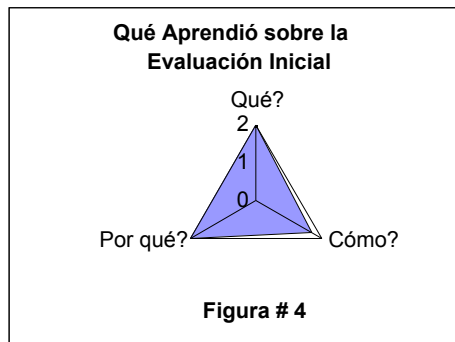 Qué Aprendió sobre la
Evaluación Inicial
Qué?
2
1
0
Por qué?
Cómo?
Figura # 4